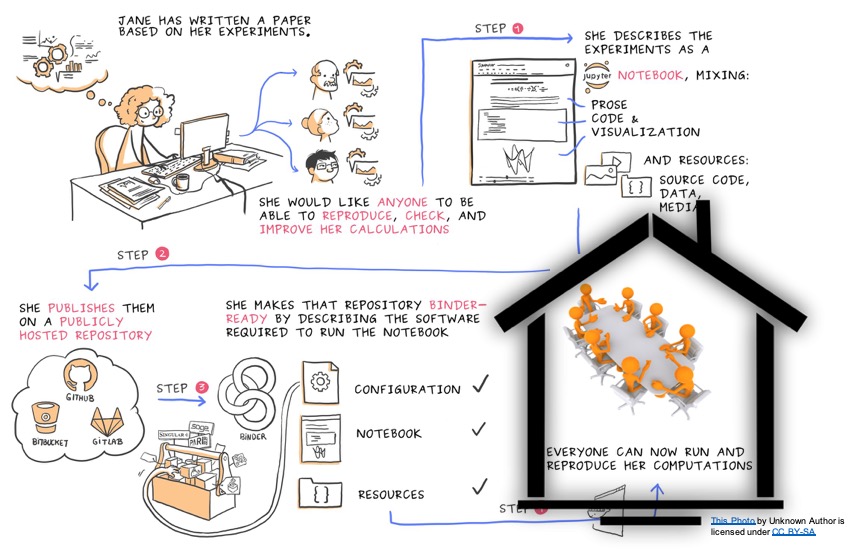 JANE HAS WRITTEN A PAPER
BASED ON HER EXPERIMENTS.
STEP 1
SHE DESCRIBES THE
EXPERIMENTS AS A
jupyter NOTEBOOK, MIXING:
PROSE
CODE &
VISUALIZATION
AND RESOURCES:
SOURCE CODE,
DATA,
MEDIA
SHE WOULD LIKE ANYONE TO BE
ABLE TO REPRODUCE, CHECK, AND
IMPROVE HER CALCULATIONS
STEP 2
SHE PUBLISHES THEM
ON A PUBLICLY
HOSTED REPOSITORY
GITHUB
BITBUCKET
GITLAB
STEP 3
SHE MAKES THAT REPOSITORY BINDER-
READY BY DESCRIBING THE SOFTWARE
REQUIRED TO RUN THE NOTEBOOK
BINDER
SINGULAR
sage
PARI
CONFIGURATION
NOTEBOOK
RESOURCES
EVERYONE CAN NOW RUN AND
REPRODUCE HER COMPUTATIONS
This Photo by Unknown Author is
licensed under CC BY-SA